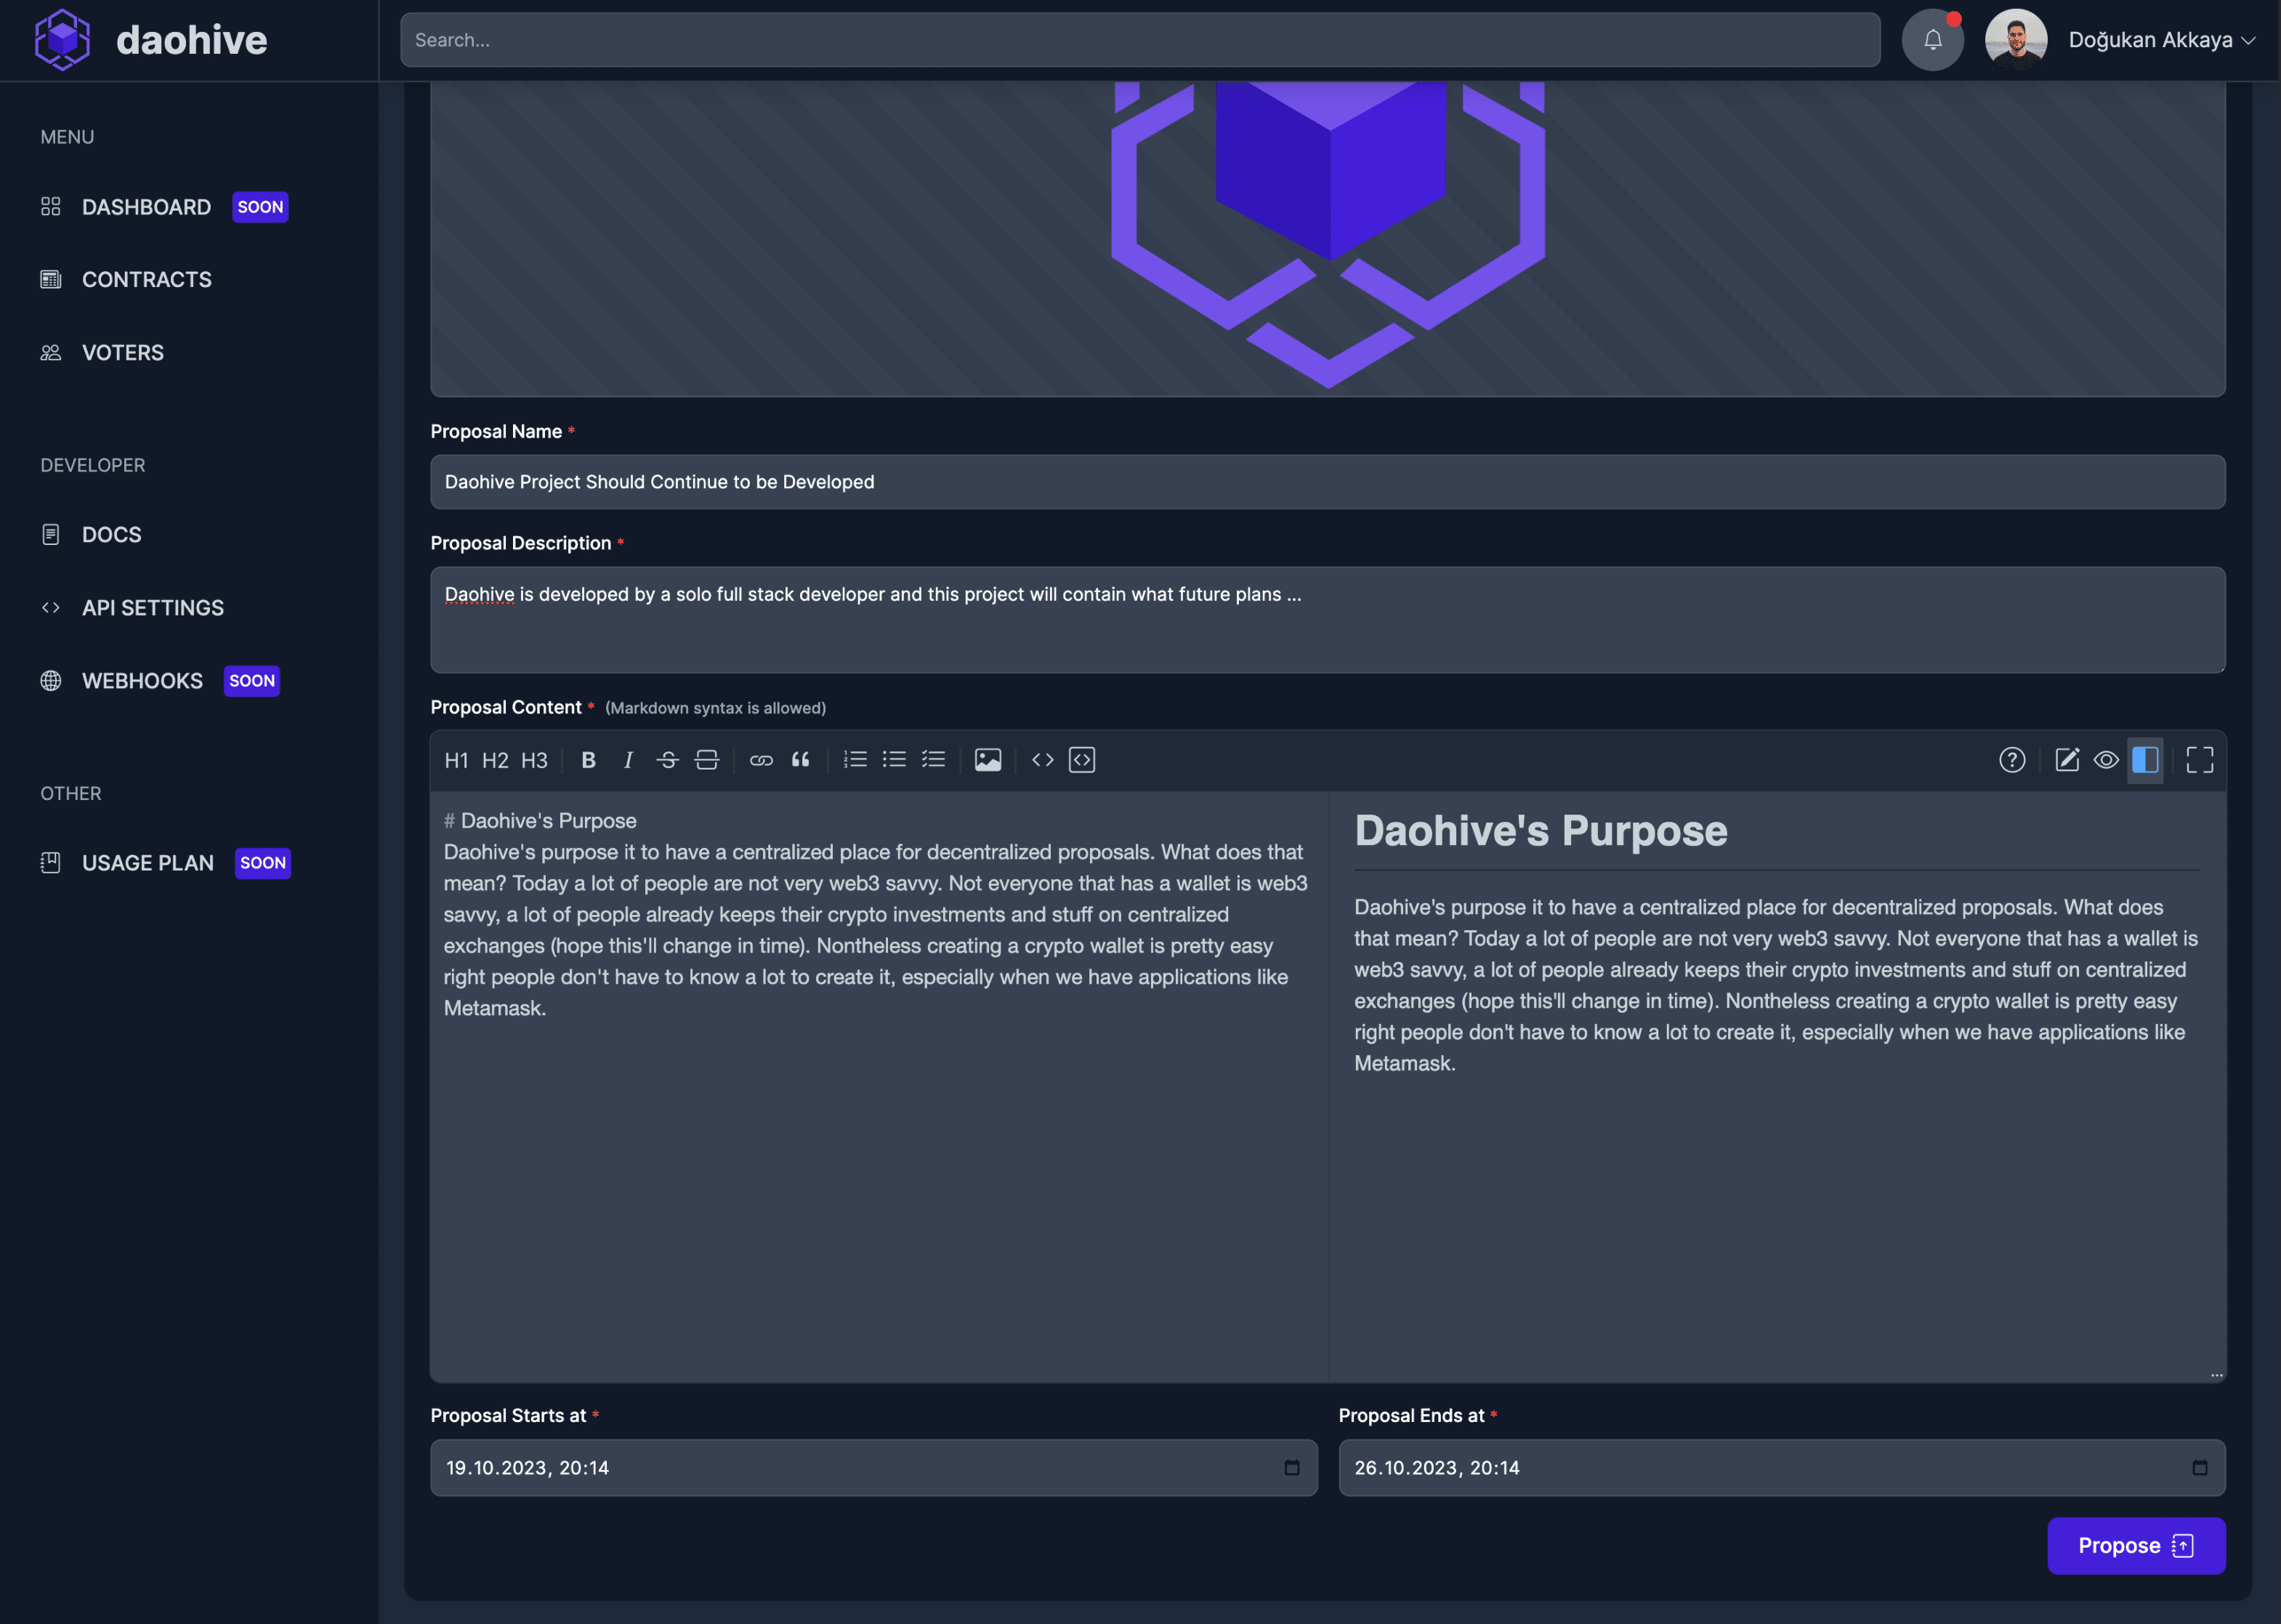 daohive
Search...
Doğukan Akkaya
MENU
DASHBOARD SOON
CONTRACTS
VOTERS
DEVELOPER
DOCS
API SETTINGS
WEBHOOKS SOON
OTHER
USAGE PLAN SOON
Proposal Name *
Daohive Project Should Continue to be Developed
Proposal Description *
Daohive is developed by a solo full stack developer and this project will contain what future plans ...
Proposal Content * (Markdown syntax is allowed)
H1 H2 H3 B I S
# Daohive's Purpose
Daohive's purpose it to have a centralized place for decentralized proposals. What does that
mean? Today a lot of people are not very web3 savvy. Not everyone that has a wallet is web3
savvy, a lot of people already keeps their crypto investments and stuff on centralized
exchanges (hope this'll change in time). Nontheless creating a crypto wallet is pretty easy
right people don't have to know a lot to create it, especially when we have applications like
Metamask.
Daohive's Purpose
Daohive's purpose it to have a centralized place for decentralized proposals. What does
that mean? Today a lot of people are not very web3 savvy. Not everyone that has a wallet is
web3 savvy, a lot of people already keeps their crypto investments and stuff on centralized
exchanges (hope this'll change in time). Nontheless creating a crypto wallet is pretty easy
right people don't have to know a lot to create it, especially when we have applications like
Metamask.
Proposal Starts at *
19.10.2023, 20:14
Proposal Ends at *
26.10.2023, 20:14
Propose